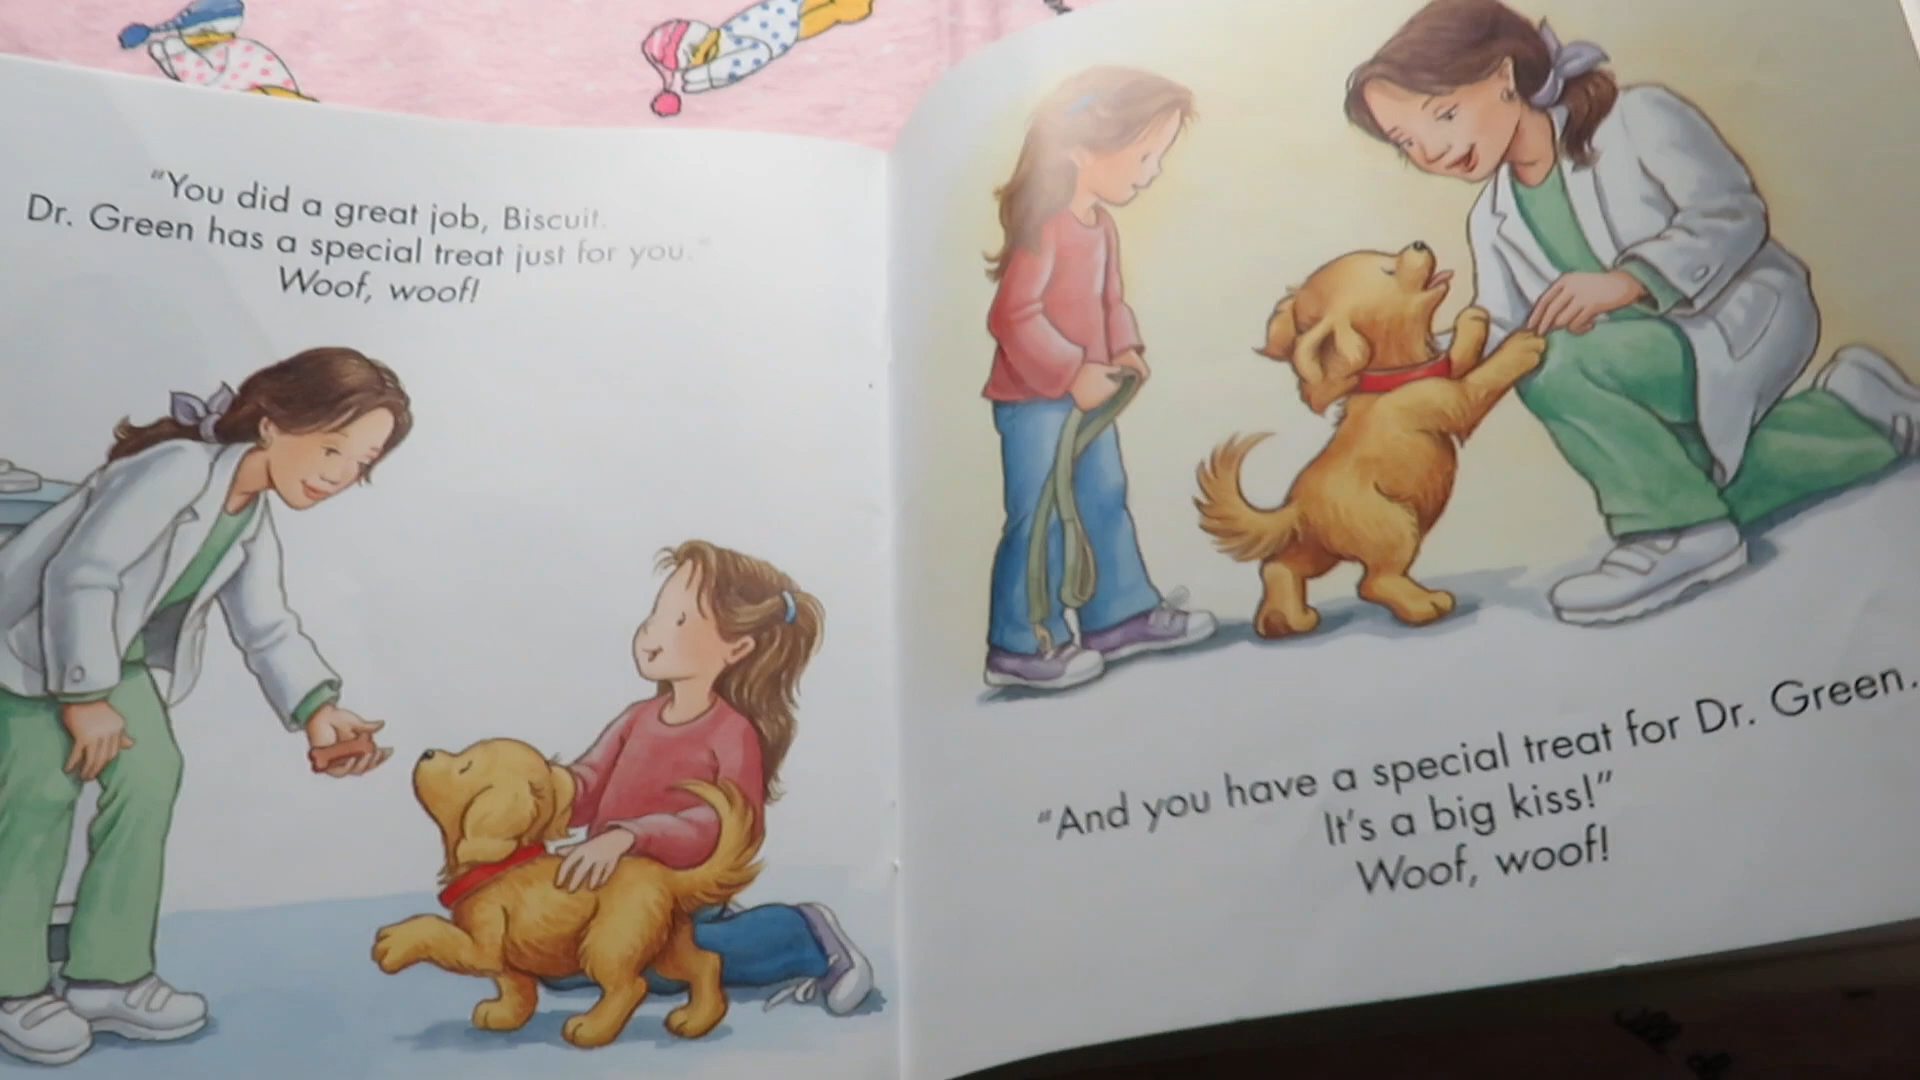 "You did a great job, Biscuit.
Dr. Green has a special treat just for you."
Woof, woof!
"And you have a special treat for Dr. Green.
It's a big kiss!"
Woof, woof!